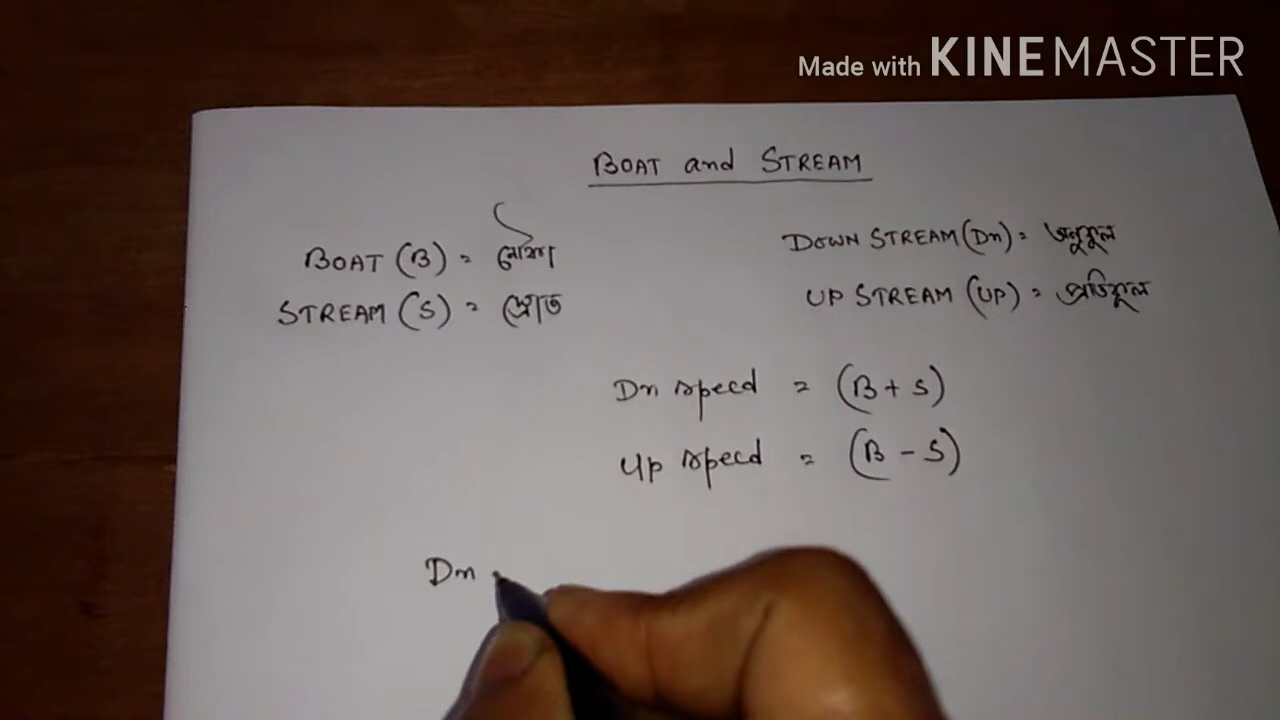 Made with KINEMASTER
BOAT and STREAM
BOAT (B) = নৌকা
STREAM (S) = স্রোত
DOWN STREAM (Dn) = অনুকূল
UP STREAM (UP) = প্রতিকূল
Dn speed = (B + S)
Up speed = (B - S)
Dn